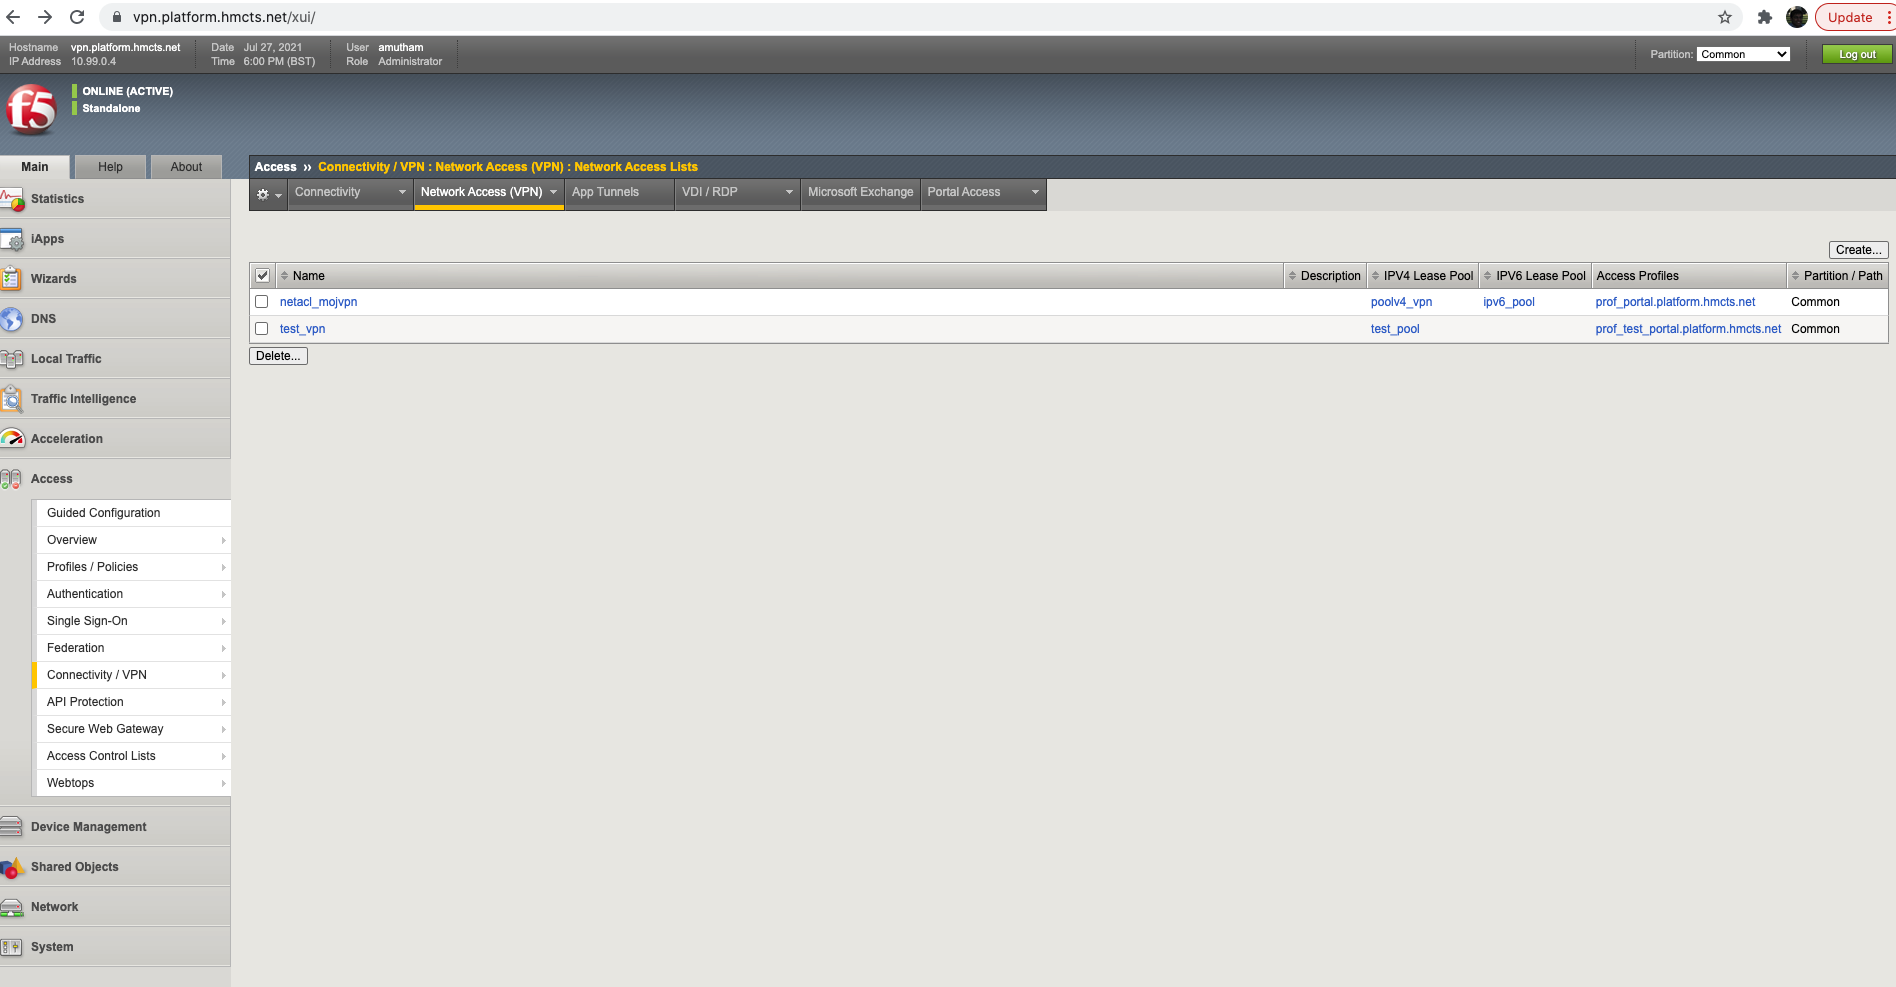 vpn.platform.hmcts.net/xui/
Update
Hostname vpn.platform.hmcts.net Date Jul 27, 2021 User amutham
IP Address 10.99.0.4 Time 6:00 PM (BST) Role Administrator
Partition: Common Log out
f5
ONLINE (ACTIVE)
Standalone
Main Help About
Access ›› Connectivity / VPN : Network Access (VPN) : Network Access Lists
Connectivity Network Access (VPN) App Tunnels VDI / RDP Microsoft Exchange Portal Access
Statistics
iApps
Wizards
DNS
Local Traffic
Traffic Intelligence
Acceleration
Access
Guided Configuration
Overview
Profiles / Policies
Authentication
Single Sign-On
Federation
Connectivity / VPN
API Protection
Secure Web Gateway
Access Control Lists
Webtops
Device Management
Shared Objects
Network
System
Create...
Name Description IPV4 Lease Pool IPV6 Lease Pool Access Profiles Partition / Path
netacl_mojvpn poolv4_vpn ipv6_pool prof_portal.platform.hmcts.net Common
test_vpn test_pool prof_test_portal.platform.hmcts.net Common
Delete...